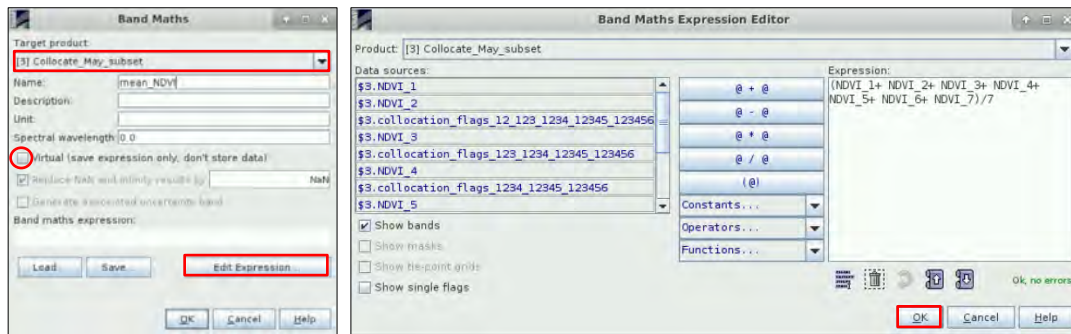 Band Maths
Target product:
[3] Collocate_May_subset
Name: mean_NDVI
Description:
Unit:
Spectral wavelength: 0.0
Virtual (save expression only, don't store data)
Replace NaN and infinity results by NaN
Generate associated uncertainty band
Band maths expression:
Load... Save... Edit Expression...
OK Cancel Help
Band Maths Expression Editor
Product: [3] Collocate_May_subset
Data sources:
$3.NDVI_1
$3.NDVI_2
$3.collocation_flags_12_123_1234_12345_123456
$3.NDVI_3
$3.collocation_flags_123_1234_12345_123456
$3.NDVI_4
$3.collocation_flags_1234_12345_123456
$3.NDVI_5
Show bands
Show masks
Show tie-point grids
Show single flags
@ + @
@ - @
@ * @
@ / @
(@)
Constants...
Operators...
Functions...
Expression:
(NDVI_1+ NDVI_2+ NDVI_3+ NDVI_4+
NDVI_5+ NDVI_6+ NDVI_7)/7
Ok, no errors
OK Cancel Help